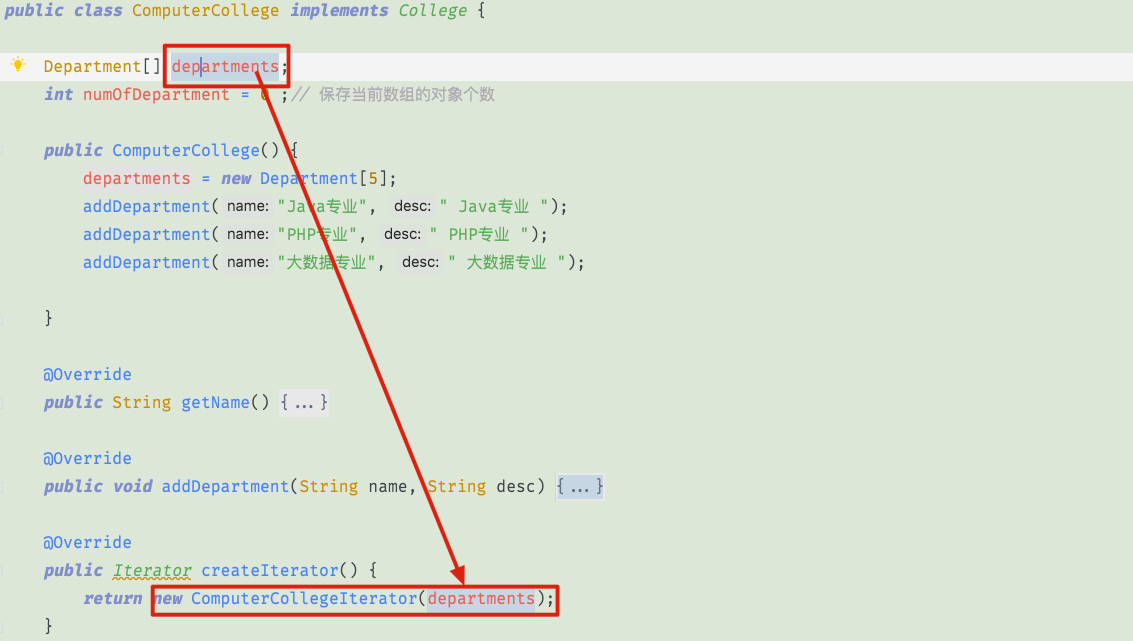 public class ComputerCollege implements College {
Department[] departments;
int numOfDepartment = 0 ;// 保存当前数组的对象个数
public ComputerCollege() {
departments = new Department[5];
addDepartment( name: "Java专业", desc: " Java专业 ");
addDepartment( name: "PHP专业", desc: " PHP专业 ");
addDepartment( name: "大数据专业", desc: " 大数据专业 ");
}
@Override
public String getName() {...}
@Override
public void addDepartment(String name, String desc) {...}
@Override
public Iterator createIterator() {
return new ComputerCollegeIterator(departments);
}